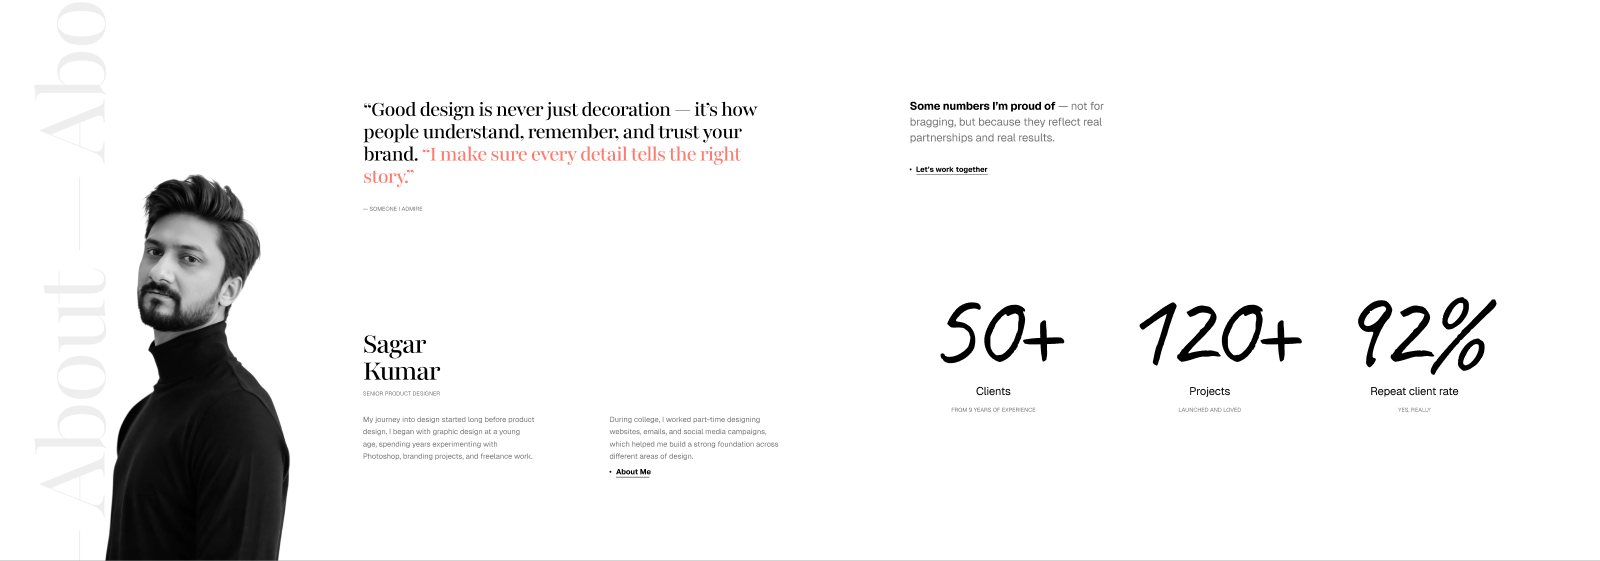 — About — Abo
“Good design is never just decoration — it’s how
people understand, remember, and trust your
brand. “I make sure every detail tells the right
story.”
— SOMEONE I ADMIRE
Sagar
Kumar
SENIOR PRODUCT DESIGNER
My journey into design started long before product
design. I began with graphic design at a young
age, spending years experimenting with
Photoshop, branding projects, and freelance work.
During college, I worked part-time designing
websites, emails, and social media campaigns,
which helped me build a strong foundation across
different areas of design.
• About Me
Some numbers I’m proud of — not for
bragging, but because they reflect real
partnerships and real results.
• Let’s work together
50+
Clients
FROM 9 YEARS OF EXPERIENCE
120+
Projects
LAUNCHED AND LOVED
92%
Repeat client rate
YES, REALLY